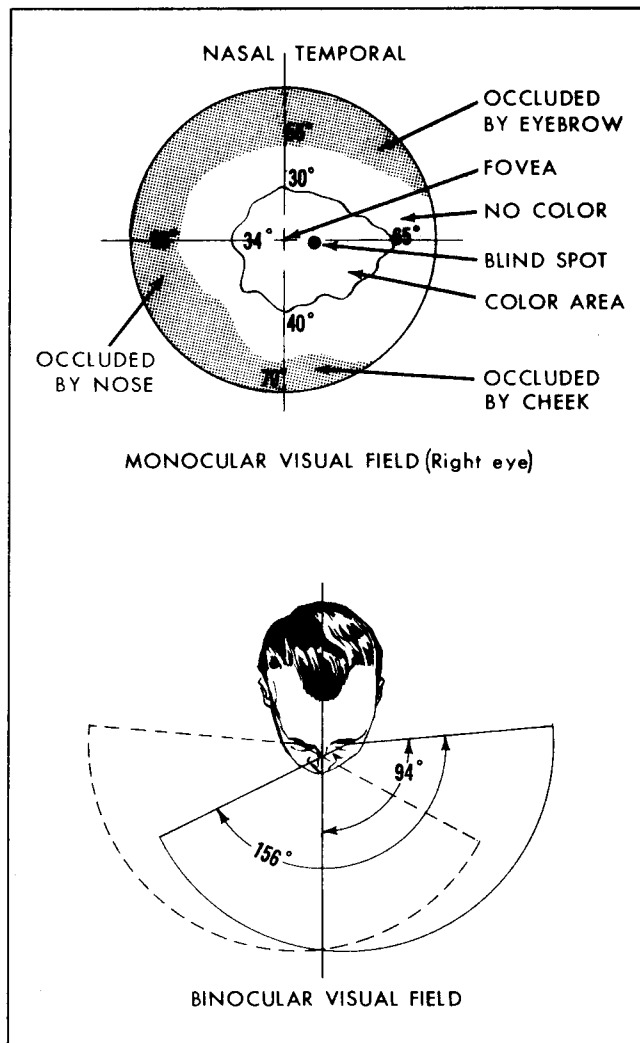 NASAL TEMPORAL
OCCLUDED
BY EYEBROW
FOVEA
30°
NO COLOR
34°
65°
BLIND SPOT
COLOR AREA
40°
OCCLUDED
BY NOSE
OCCLUDED
BY CHEEK
MONOCULAR VISUAL FIELD (Right eye)
94°
156°
BINOCULAR VISUAL FIELD